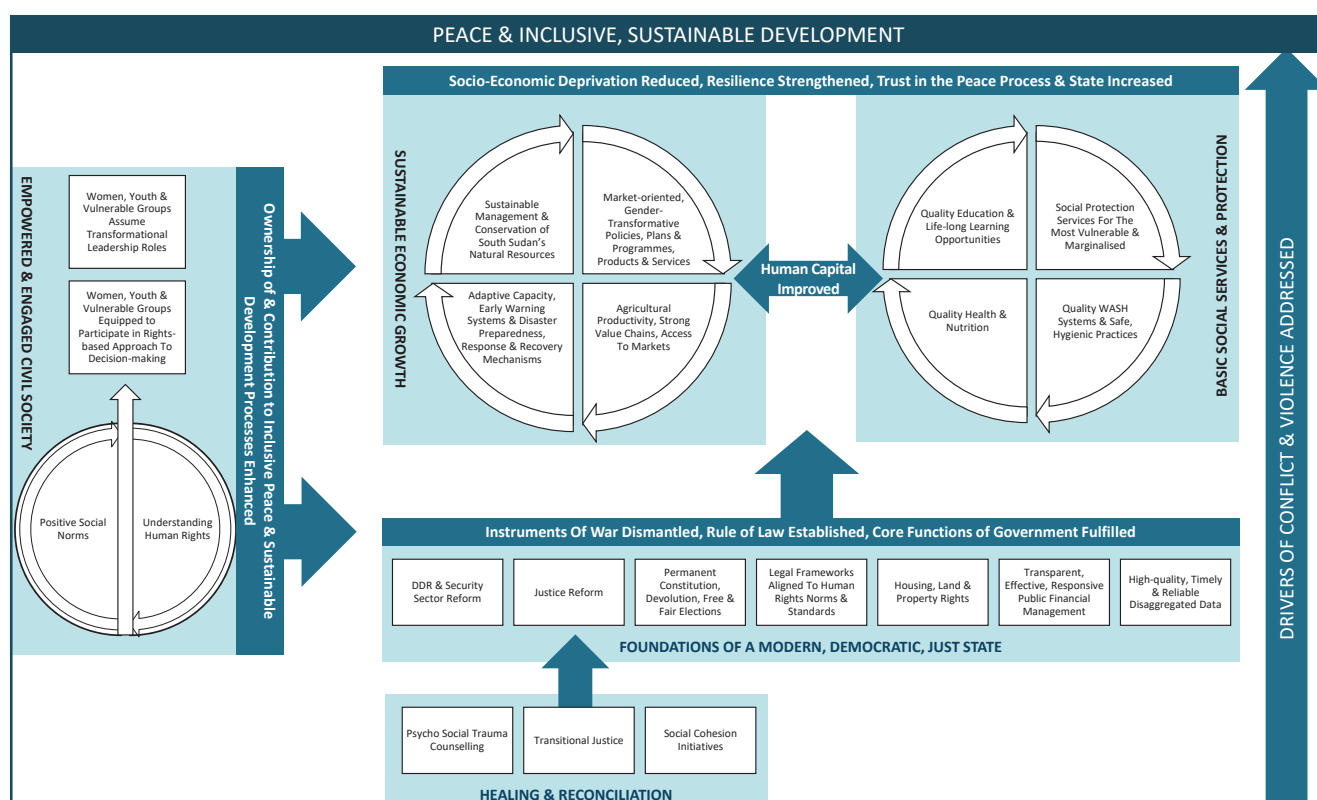 PEACE & INCLUSIVE, SUSTAINABLE DEVELOPMENT
Socio-Economic Deprivation Reduced, Resilience Strengthened, Trust in the Peace Process & State Increased
EMPOWERED & ENGAGED CIVIL SOCIETY
Women, Youth &
Vulnerable Groups
Assume
Transformational
Leadership Roles
Women, Youth &
Vulnerable Groups
Equipped to
Participate in Rights-
based Approach To
Decision-making
Positive Social
Norms
Understanding
Human Rights
Ownership of & Contribution to Inclusive Peace & Sustainable
Development Processes Enhanced
SUSTAINABLE ECONOMIC GROWTH
Sustainable
Management &
Conservation of
South Sudan's
Natural Resources
Market-oriented,
Gender-
Transformative
Policies, Plans &
Programmes,
Products & Services
Adaptive Capacity,
Early Warning
Systems & Disaster
Preparedness,
Response & Recovery
Mechanisms
Agricultural
Productivity, Strong
Value Chains, Access
To Markets
Human Capital
Improved
Quality Education &
Life-long Learning
Opportunities
Social Protection
Services For The
Most Vulnerable &
Marginalised
Quality Health &
Nutrition
Quality WASH
Systems & Safe,
Hygienic Practices
BASIC SOCIAL SERVICES & PROTECTION
DRIVERS OF CONFLICT & VIOLENCE ADDRESSED
Instruments Of War Dismantled, Rule of Law Established, Core Functions of Government Fulfilled
DDR & Security
Sector Reform
Justice Reform
Permanent
Constitution,
Devolution, Free &
Fair Elections
Legal Frameworks
Aligned To Human
Rights Norms &
Standards
Housing, Land &
Property Rights
Transparent,
Effective, Responsive
Public Financial
Management
High-quality, Timely
& Reliable
Disaggregated Data
FOUNDATIONS OF A MODERN, DEMOCRATIC, JUST STATE
Psycho Social Trauma
Counselling
Transitional Justice
Social Cohesion
Initiatives
HEALING & RECONCILIATION